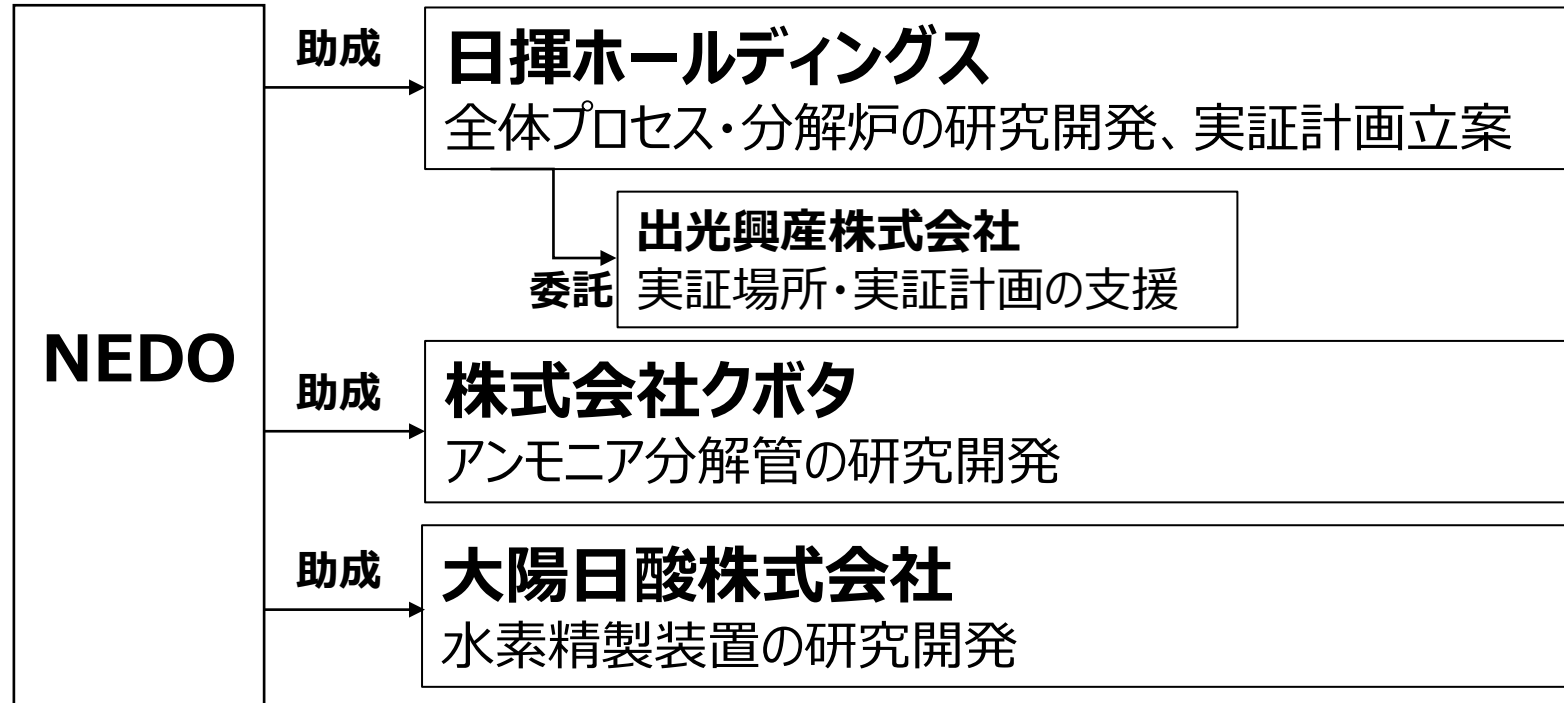 NEDO
助成
日揮ホールディングス
全体プロセス・分解炉の研究開発、実証計画立案
委託
出光興産株式会社
実証場所・実証計画の支援
助成
株式会社クボタ
アンモニア分解管の研究開発
助成
大陽日酸株式会社
水素精製装置の研究開発